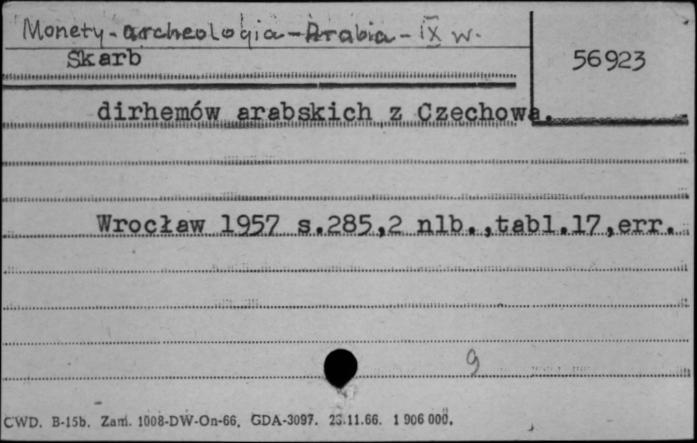 Monety-archeologia-Arabia-IX w.
Skarb
56923
dirhemów arabskich z Czechowa.
Wrocław 1957 s.285,2 nlb.,tabl.17,err.
9
CWD. B-15b. Zam. 1008-DW-On-66. GDA-3097. 23.11.66. 1 906 000.